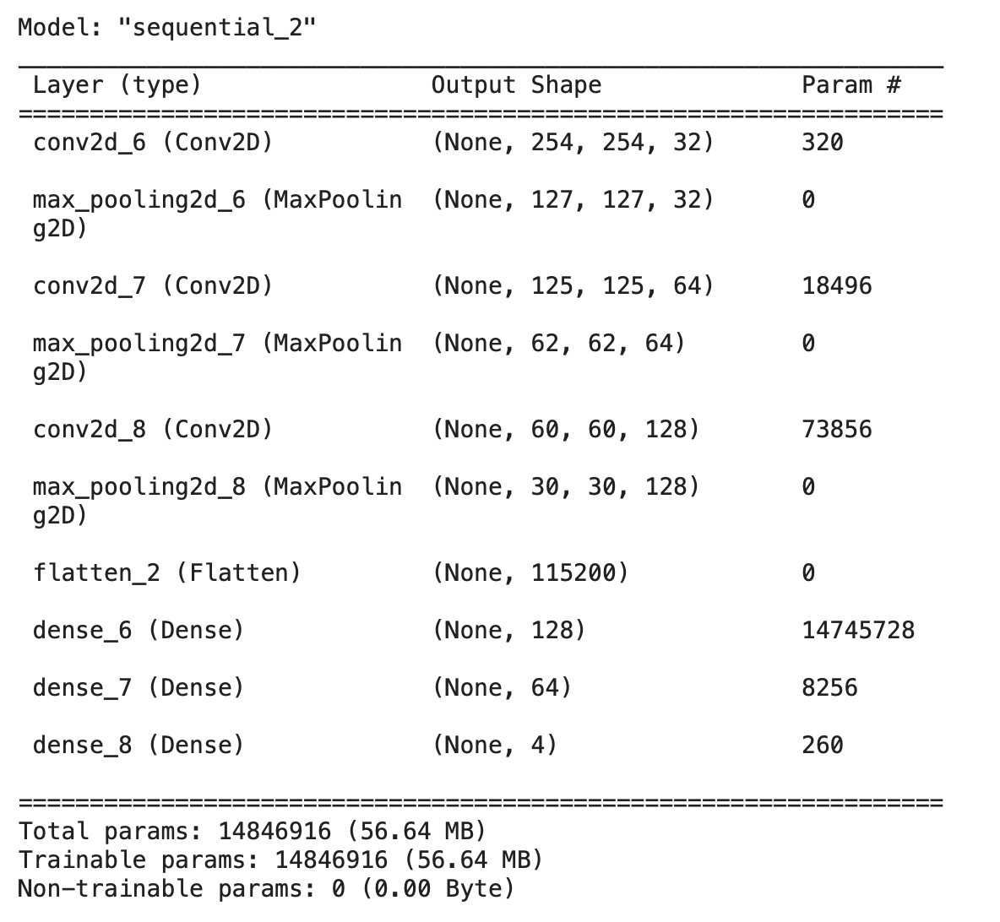 Model: "sequential_2"
Layer (type) Output Shape Param #
conv2d_6 (Conv2D) (None, 254, 254, 32) 320
max_pooling2d_6 (MaxPoolin (None, 127, 127, 32) 0
g2D)
conv2d_7 (Conv2D) (None, 125, 125, 64) 18496
max_pooling2d_7 (MaxPoolin (None, 62, 62, 64) 0
g2D)
conv2d_8 (Conv2D) (None, 60, 60, 128) 73856
max_pooling2d_8 (MaxPoolin (None, 30, 30, 128) 0
g2D)
flatten_2 (Flatten) (None, 115200) 0
dense_6 (Dense) (None, 128) 14745728
dense_7 (Dense) (None, 64) 8256
dense_8 (Dense) (None, 4) 260
Total params: 14846916 (56.64 MB)
Trainable params: 14846916 (56.64 MB)
Non-trainable params: 0 (0.00 Byte)